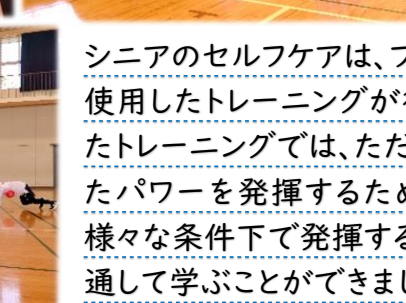 シニアのセルフケアは、フ
使用したトレーニングが
たトレーニングでは、ただ
たパワーを発揮するため
様々な条件下で発揮する
通して学ぶことができまし